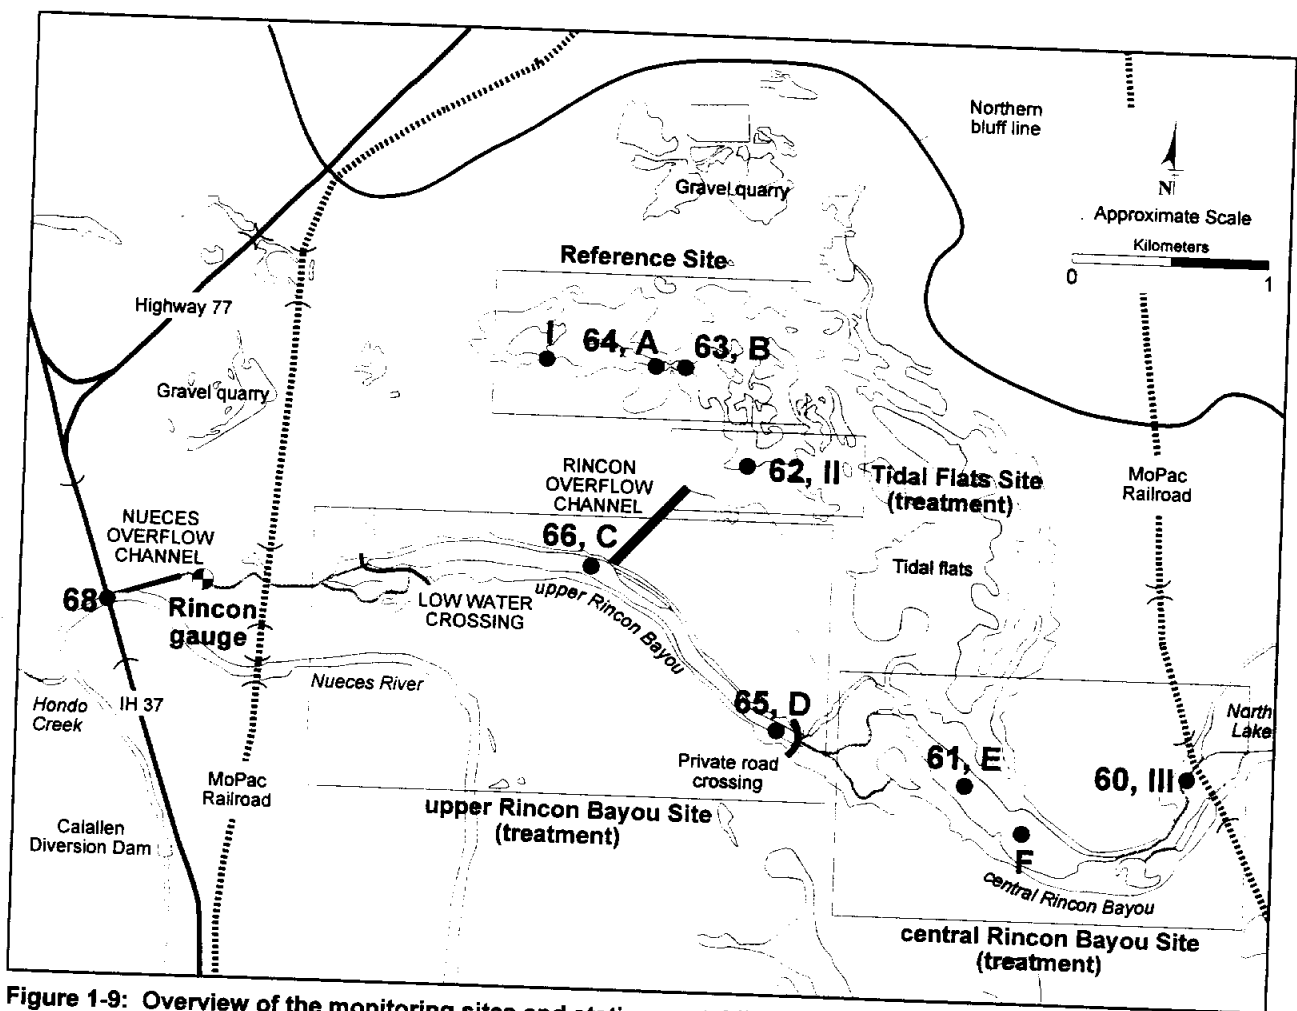 Northern
bluff line
N
Approximate Scale
Kilometers
0 1
Gravel quarry
Reference Site
Highway 77
I
64, A
63, B
Gravel quarry
62, II
Tidal Flats Site
(treatment)
MoPac
Railroad
RINCON
OVERFLOW
CHANNEL
NUECES
OVERFLOW
CHANNEL
66, C
Tidal flats
68
Rincon
gauge
LOW WATER
CROSSING
upper Rincon Bayou
Nueces River
Hondo
Creek
IH 37
65, D
North
Lake
Private road
crossing
61, E
60, III
MoPac
Railroad
upper Rincon Bayou Site
(treatment)
Calallen
Diversion Dam
F
central Rincon Bayou
central Rincon Bayou Site
(treatment)
Figure 1-9: Overview of the monitoring sites and